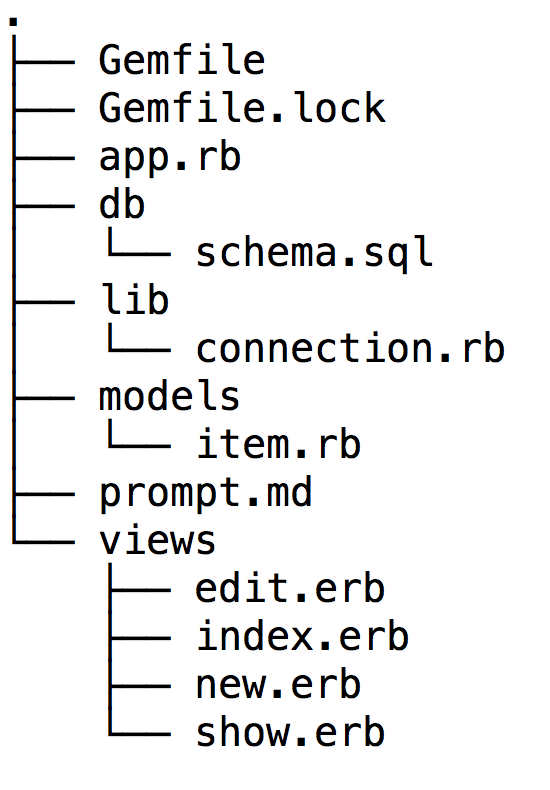 .
├── Gemfile
├── Gemfile.lock
├── app.rb
├── db
│   └── schema.sql
├── lib
│   └── connection.rb
├── models
│   └── item.rb
├── prompt.md
└── views
    ├── edit.erb
    ├── index.erb
    ├── new.erb
    └── show.erb